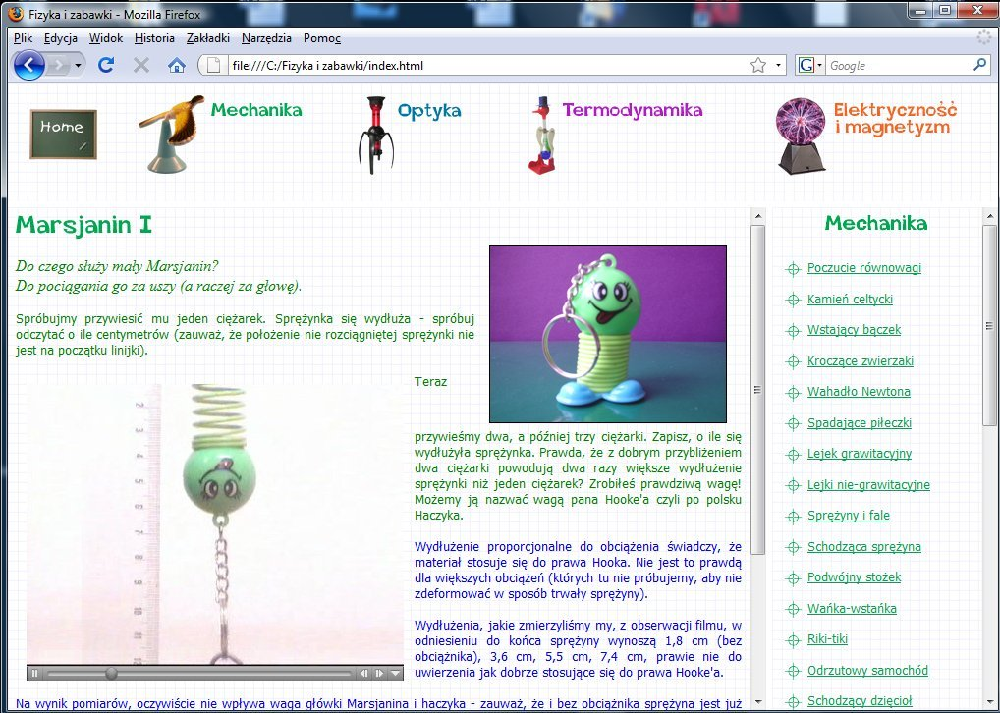 Fizyka i zabawki - Mozilla Firefox
Plik Edycja Widok Historia Zakładki Narzędzia Pomoc
file:///C:/Fizyka i zabawki/index.html
Google
Home
Mechanika
Optyka
Termodynamika
Elektryczność
i magnetyzm
Marsjanin I
Do czego służy mały Marsjanin?
Do pociągania go za uszy (a raczej za głowę).
Spróbujmy przywiesić mu jeden ciężarek. Sprężynka się wydłuża - spróbuj
odczytać o ile centymetrów (zauważ, że położenie nie rozciągniętej sprężynki nie
jest na początku linijki).
Teraz
przywieśmy dwa, a później trzy ciężarki. Zapisz, o ile się
wydłużyła sprężynka. Prawda, że z dobrym przybliżeniem
dwa ciężarki powodują dwa razy większe wydłużenie
sprężynki niż jeden ciężarek? Zrobiłeś prawdziwą wagę!
Możemy ją nazwać wagą pana Hooke'a czyli po polsku
Haczyka.
Wydłużenie proporcjonalne do obciążenia świadczy, że
materiał stosuje się do prawa Hooka. Nie jest to prawdą
dla większych obciążeń (których tu nie próbujemy, aby nie
zdeformować w sposób trwały sprężyny).
Wydłużenia, jakie zmierzyliśmy my, z obserwacji filmu, w
odniesieniu do końca sprężyny wynoszą 1,8 cm (bez
obciążnika), 3,6 cm, 5,5 cm, 7,4 cm, prawie nie do
uwierzenia jak dobrze stosujące się do prawa Hooke'a.
Na wynik pomiarów, oczywiście nie wpływa waga główki Marsjanina i haczyka - zauważ, że i bez obciążnika sprężyna jest już
Mechanika
Poczucie równowagi
Kamień celtycki
Wstający bączek
Kroczące zwierzaki
Wahadło Newtona
Spadające piłeczki
Lejek grawitacyjny
Lejki nie-grawitacyjne
Sprężyny i fale
Schodząca sprężyna
Podwójny stożek
Wańka-wstańka
Riki-tiki
Odrzutowy samochód
Schodzący dzięcioł